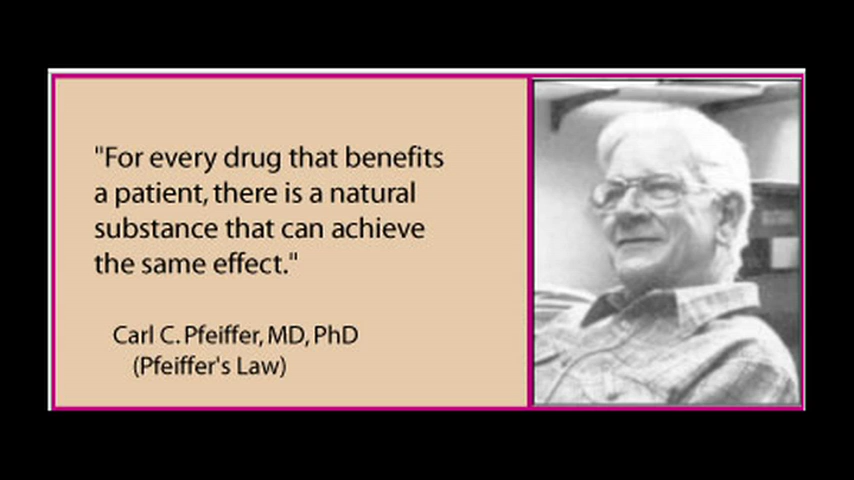 "For every drug that benefits
a patient, there is a natural
substance that can achieve
the same effect."
Carl C. Pfeiffer, MD, PhD
(Pfeiffer's Law)